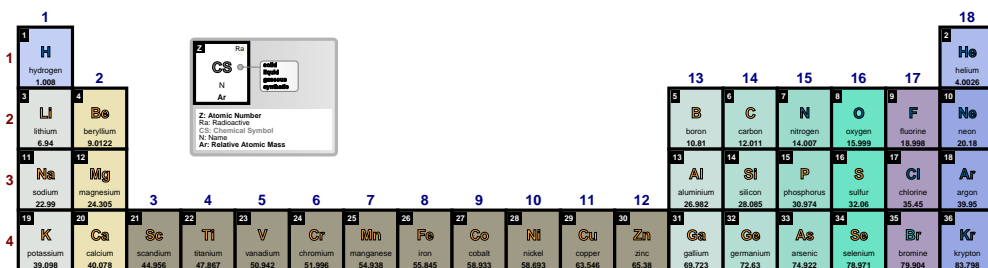 1 18
1 H hydrogen 1.008
Z Ra CS N Ar
solid
liquid
gaseous
synthetic
2 He helium 4.0026
1
2 13 14 15 16 17
3 Li lithium 6.94
4 Be beryllium 9.0122
Z: Atomic Number
Ra: Radioactive
CS: Chemical Symbol
N: Name
Ar: Relative Atomic Mass
5 B boron 10.81
6 C carbon 12.011
7 N nitrogen 14.007
8 O oxygen 15.999
9 F fluorine 18.998
10 Ne neon 20.18
2
11 Na sodium 22.99
12 Mg magnesium 24.305
13 Al aluminium 26.982
14 Si silicon 28.085
15 P phosphorus 30.974
16 S sulfur 32.06
17 Cl chlorine 35.45
18 Ar argon 39.95
3
3 4 5 6 7 8 9 10 11 12
19 K potassium 39.098
20 Ca calcium 40.078
21 Sc scandium 44.956
22 Ti titanium 47.867
23 V vanadium 50.942
24 Cr chromium 51.996
25 Mn manganese 54.938
26 Fe iron 55.845
27 Co cobalt 58.933
28 Ni nickel 58.693
29 Cu copper 63.546
30 Zn zinc 65.38
31 Ga gallium 69.723
32 Ge germanium 72.63
33 As arsenic 74.922
34 Se selenium 78.971
35 Br bromine 79.904
36 Kr krypton 83.798
4